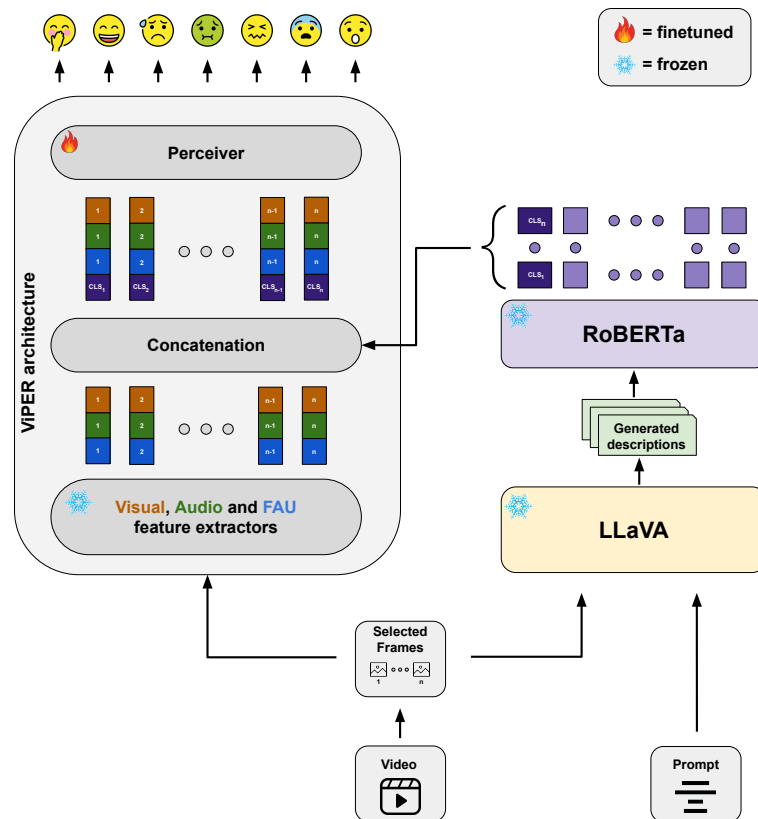 = finetuned
= frozen
ViPER architecture
Perceiver
1 2 n-1 n
1 2 n-1 n
1 2 n-1 n
CLS1 CLS2 CLSn-1 CLSn
Concatenation
1 2 n-1 n
1 2 n-1 n
1 2 n-1 n
Visual, Audio and FAU
feature extractors
CLSn
CLS1
RoBERTa
Generated
descriptions
LLaVA
Selected
Frames
1 n
Video
Prompt